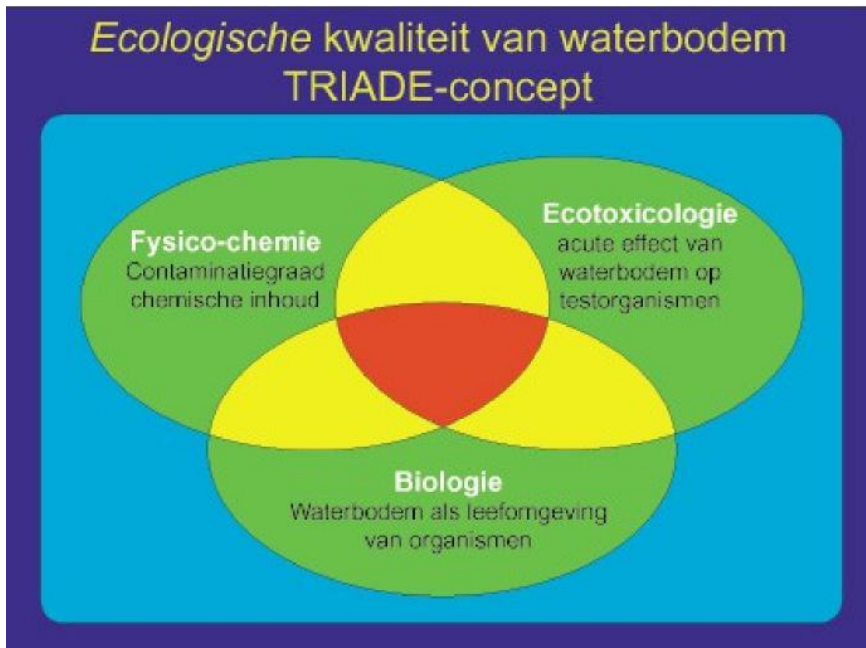 Ecologische kwaliteit van waterbodem
TRIADE-concept
Fysico-chemie
Contaminatiegraad
chemische inhoud
Ecotoxicologie
acute effect van
waterbodem op
testorganismen
Biologie
Waterbodem als leefomgeving
van organismen